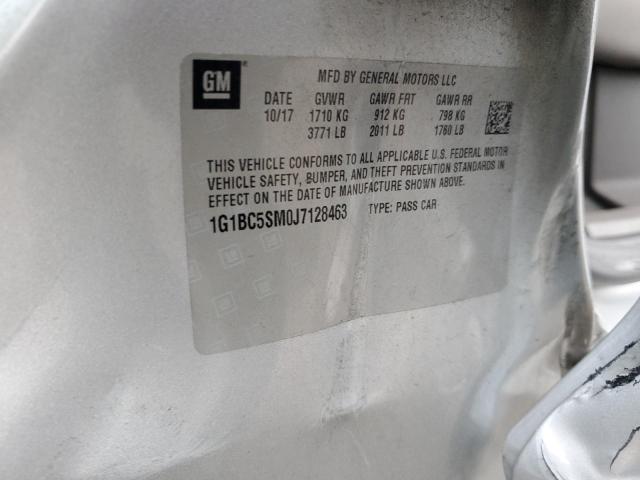 GM
MFD BY GENERAL MOTORS LLC
DATE GVWR GAWR FRT GAWR RR
10/17 1710 KG 912 KG 798 KG
3771 LB 2011 LB 1760 LB
THIS VEHICLE CONFORMS TO ALL APPLICABLE U.S. FEDERAL MOTOR
VEHICLE SAFETY, BUMPER, AND THEFT PREVENTION STANDARDS IN
EFFECT ON THE DATE OF MANUFACTURE SHOWN ABOVE.
1G1BC5SM0J7128463 TYPE: PASS CAR